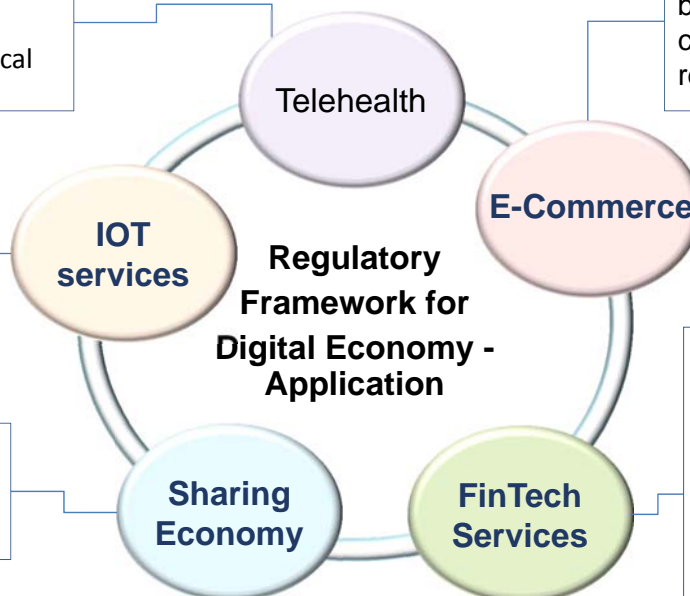 cal
Telehealth
E-Commerce
IOT
services
Regulatory
Framework for
Digital Economy -
Application
Sharing
Economy
FinTech
Services